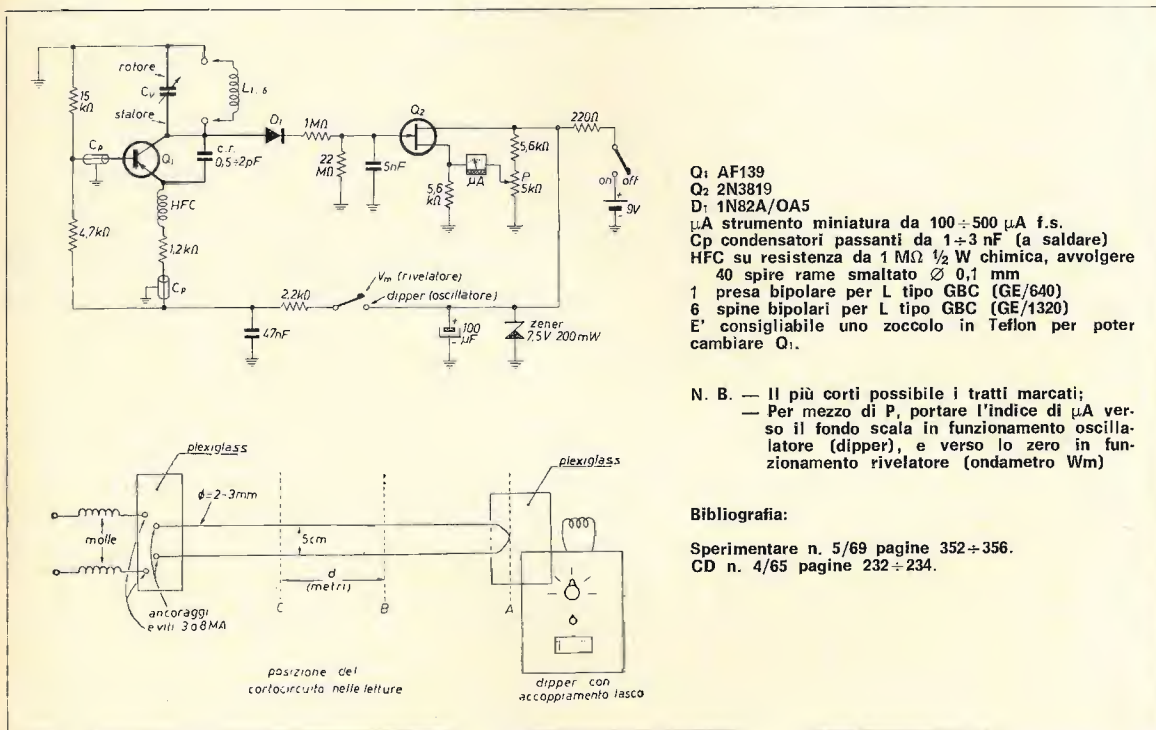 15
kΩ
rotore
Cv
statore
L1÷6
Cp
Q1
c.r.
0,5÷2pF
D1
1MΩ
22
MΩ
5nF
Q2
5,6
kΩ
μA
5,6kΩ
P
5kΩ
220Ω
on
off
9V
HFC
1,2kΩ
4,7kΩ
Cp
47nF
2.2kΩ
Vm (rivelatore)
dipper (oscillatore)
100
μF
zener
7,5V 200mW
Q1 AF139
Q2 2N3819
D1 1N82A/OA5
μA strumento miniatura da 100÷500 μA f.s.
Cp condensatori passanti da 1÷3 nF (a saldare)
HFC su resistenza da 1 MΩ ½ W chimica, avvolgere
40 spire rame smaltato Ø 0,1 mm
1 presa bipolare per L tipo GBC (GE/640)
6 spine bipolari per L tipo GBC (GE/1320)
E' consigliabile uno zoccolo in Teflon per poter
cambiare Q1.
N. B. — Il più corti possibile i tratti marcati;
— Per mezzo di P, portare l'indice di μA ver-
so il fondo scala in funzionamento oscilla-
latore (dipper), e verso lo zero in fun-
zionamento rivelatore (ondametro Wm)
Bibliografia:
Sperimentare n. 5/69 pagine 352÷356.
CD n. 4/65 pagine 232÷234.
plexiglass
ϕ=2-3mm
molle
5cm
d
(metri)
C
B
A
ancoraggi
e viti 3a8MA
posizione del
cortocircuito nelle letture
plexiglass
dipper con
accoppiamento lasco